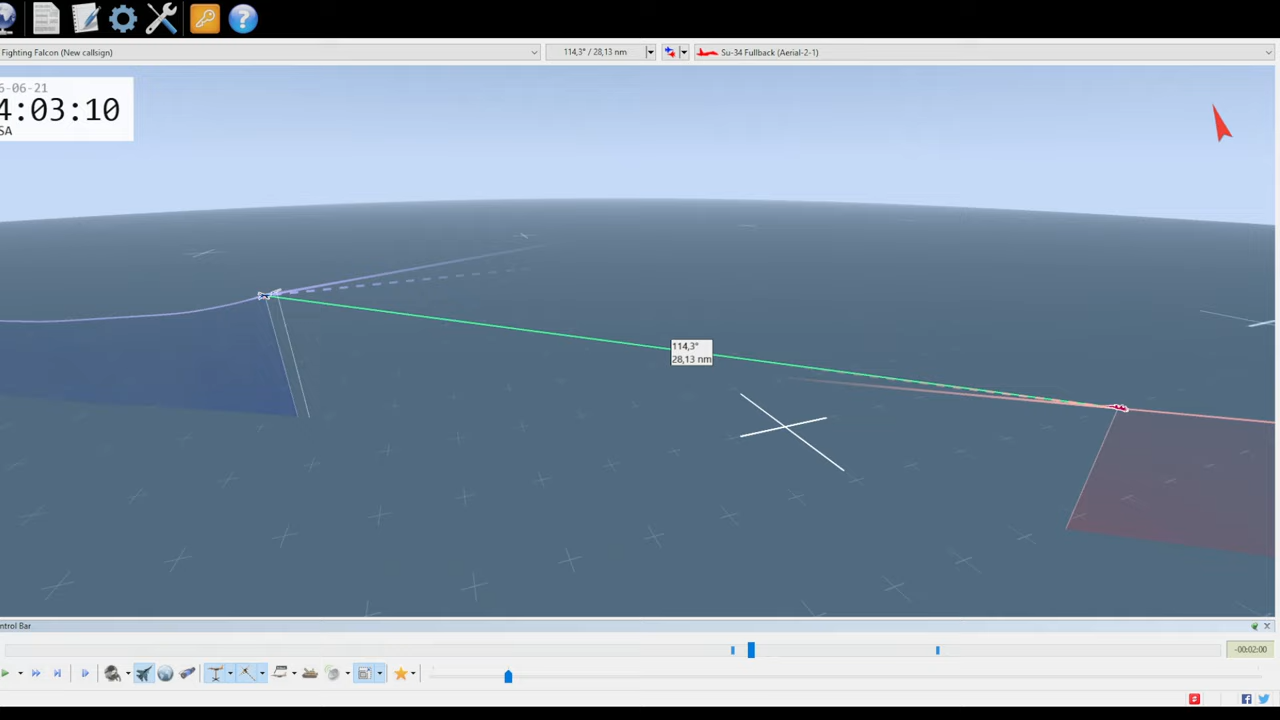 Fighting Falcon (New callsign)
114,3° / 28,13 nm
Su-34 Fullback (Aerial-2-1)
6-06-21
4:03:10
SA
114,3°
28,13 nm
ntrol Bar
-00:02:00